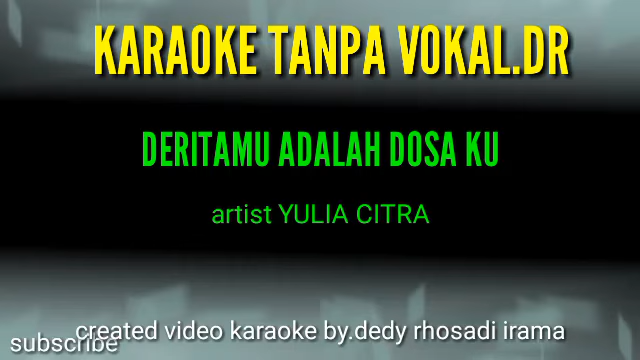 KARAOKE TANPA VOKAL.DR
DERITAMU ADALAH DOSA KU
artist YULIA CITRA
created video karaoke by.dedy rhosadi irama
subscribe